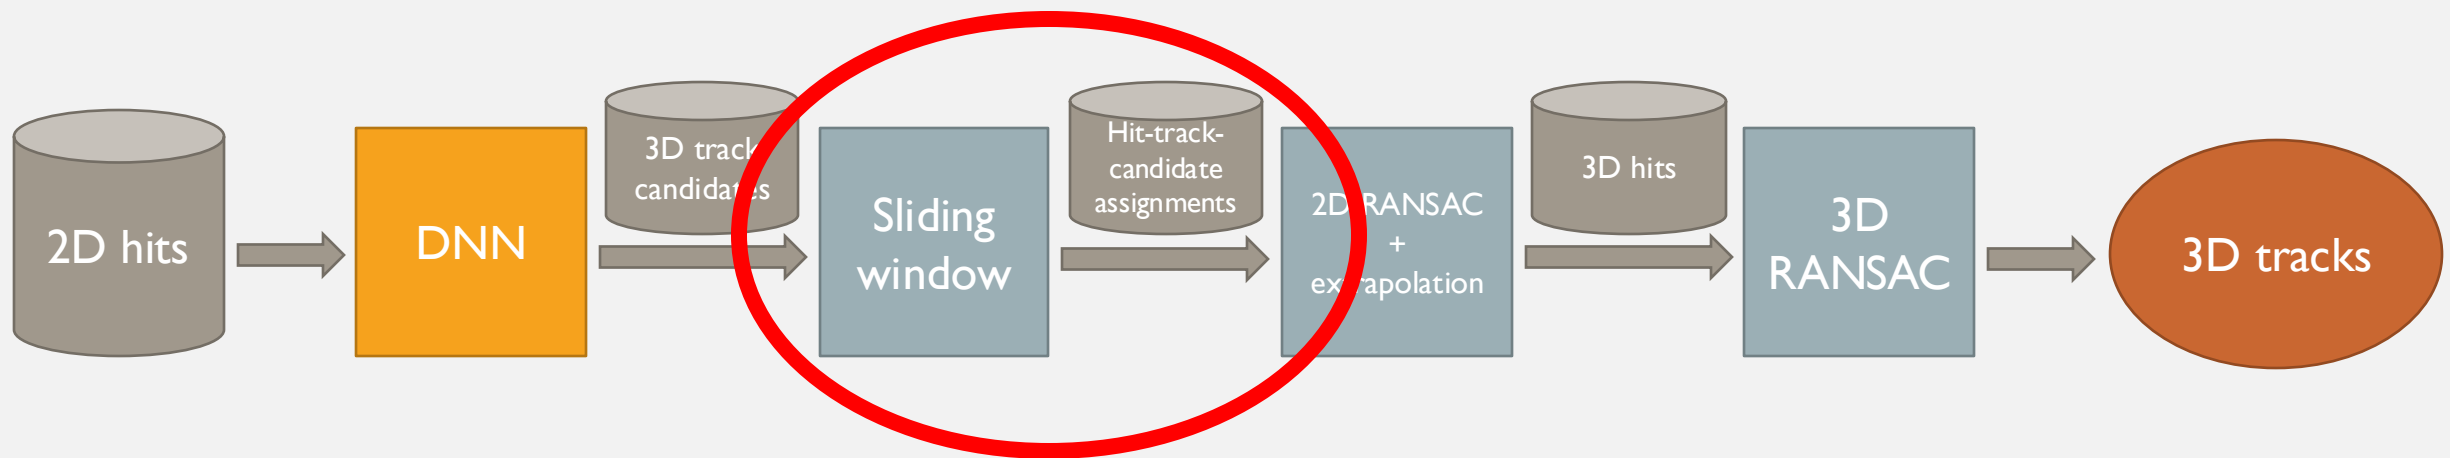 2D hits
DNN
3D track
candidates
Sliding
window
Hit-track-
candidate
assignments
2D RANSAC
+
extrapolation
3D hits
3D
RANSAC
3D tracks